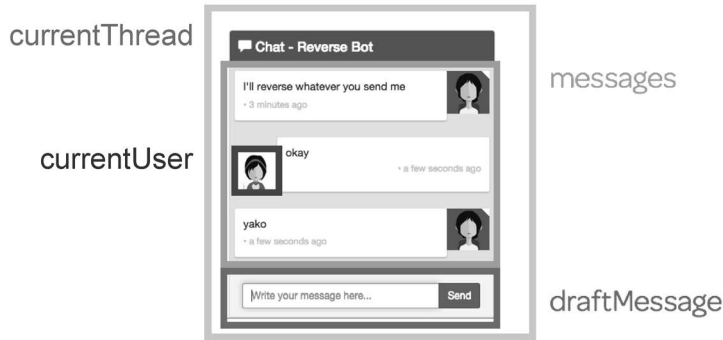 currentThread
Chat - Reverse Bot
I'll reverse whatever you send me
• 3 minutes ago
messages
currentUser
okay
• a few seconds ago
yako
• a few seconds ago
Write your message here...
Send
draftMessage